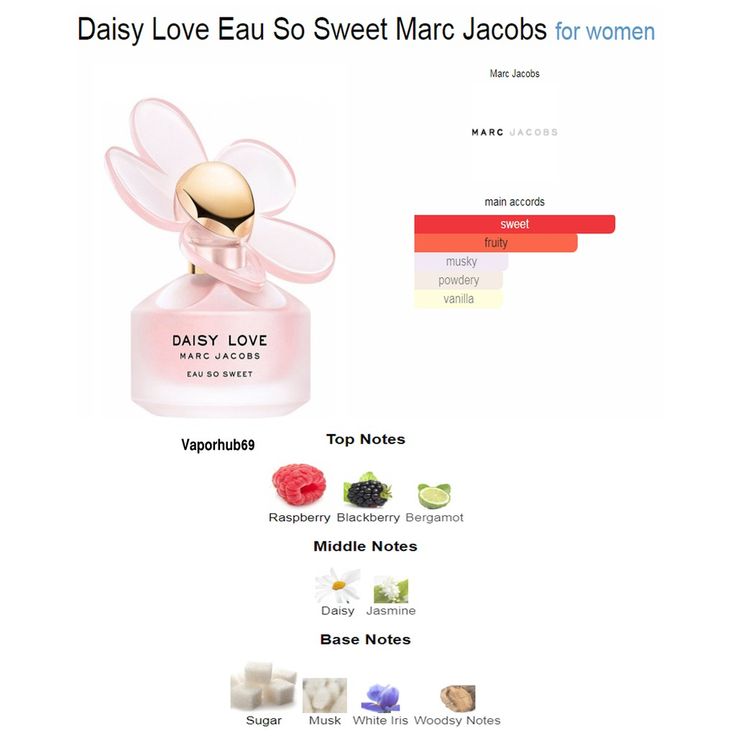 Daisy Love Eau So Sweet Marc Jacobs for women
Marc Jacobs
MARC JACOBS
main accords
sweet
fruity
musky
powdery
vanilla
DAISY LOVE
MARC JACOBS
EAU SO SWEET
Vaporhub69
Top Notes
Raspberry Blackberry Bergamot
Middle Notes
Daisy Jasmine
Base Notes
Sugar Musk White Iris Woodsy Notes